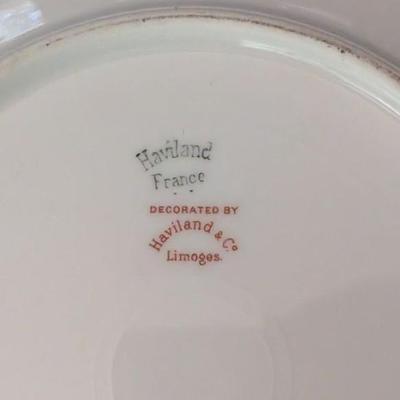 Haviland
France
DECORATED BY
Haviland & Co
Limoges.